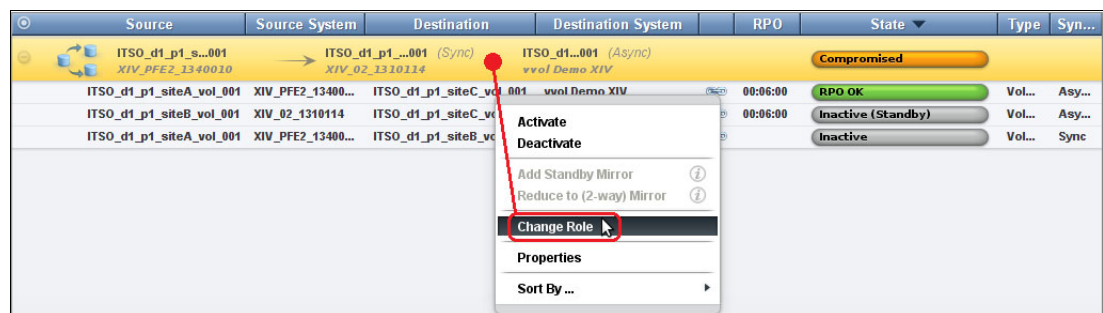 Source Source System Destination Destination System RPO State Type Syn...
ITSO_d1_p1_s...001 ITSO_d1_p1_...001 (Sync) ITSO_d1...001 (Async) Compromised
XIV_PFE2_1340010 XIV_02_1310114 vvol Demo XIV
ITSO_d1_p1_siteA_vol_001 XIV_PFE2_13400... ITSO_d1_p1_siteC_vol_001 vvol Demo XIV 00:06:00 RPO OK Vol... Asy...
ITSO_d1_p1_siteB_vol_001 XIV_02_1310114 ITSO_d1_p1_siteC_vo 00:06:00 Inactive (Standby) Vol... Asy...
ITSO_d1_p1_siteA_vol_001 XIV_PFE2_13400... ITSO_d1_p1_siteB_vo Inactive Vol... Sync
Activate
Deactivate
Add Standby Mirror
Reduce to (2-way) Mirror
Change Role
Properties
Sort By ...